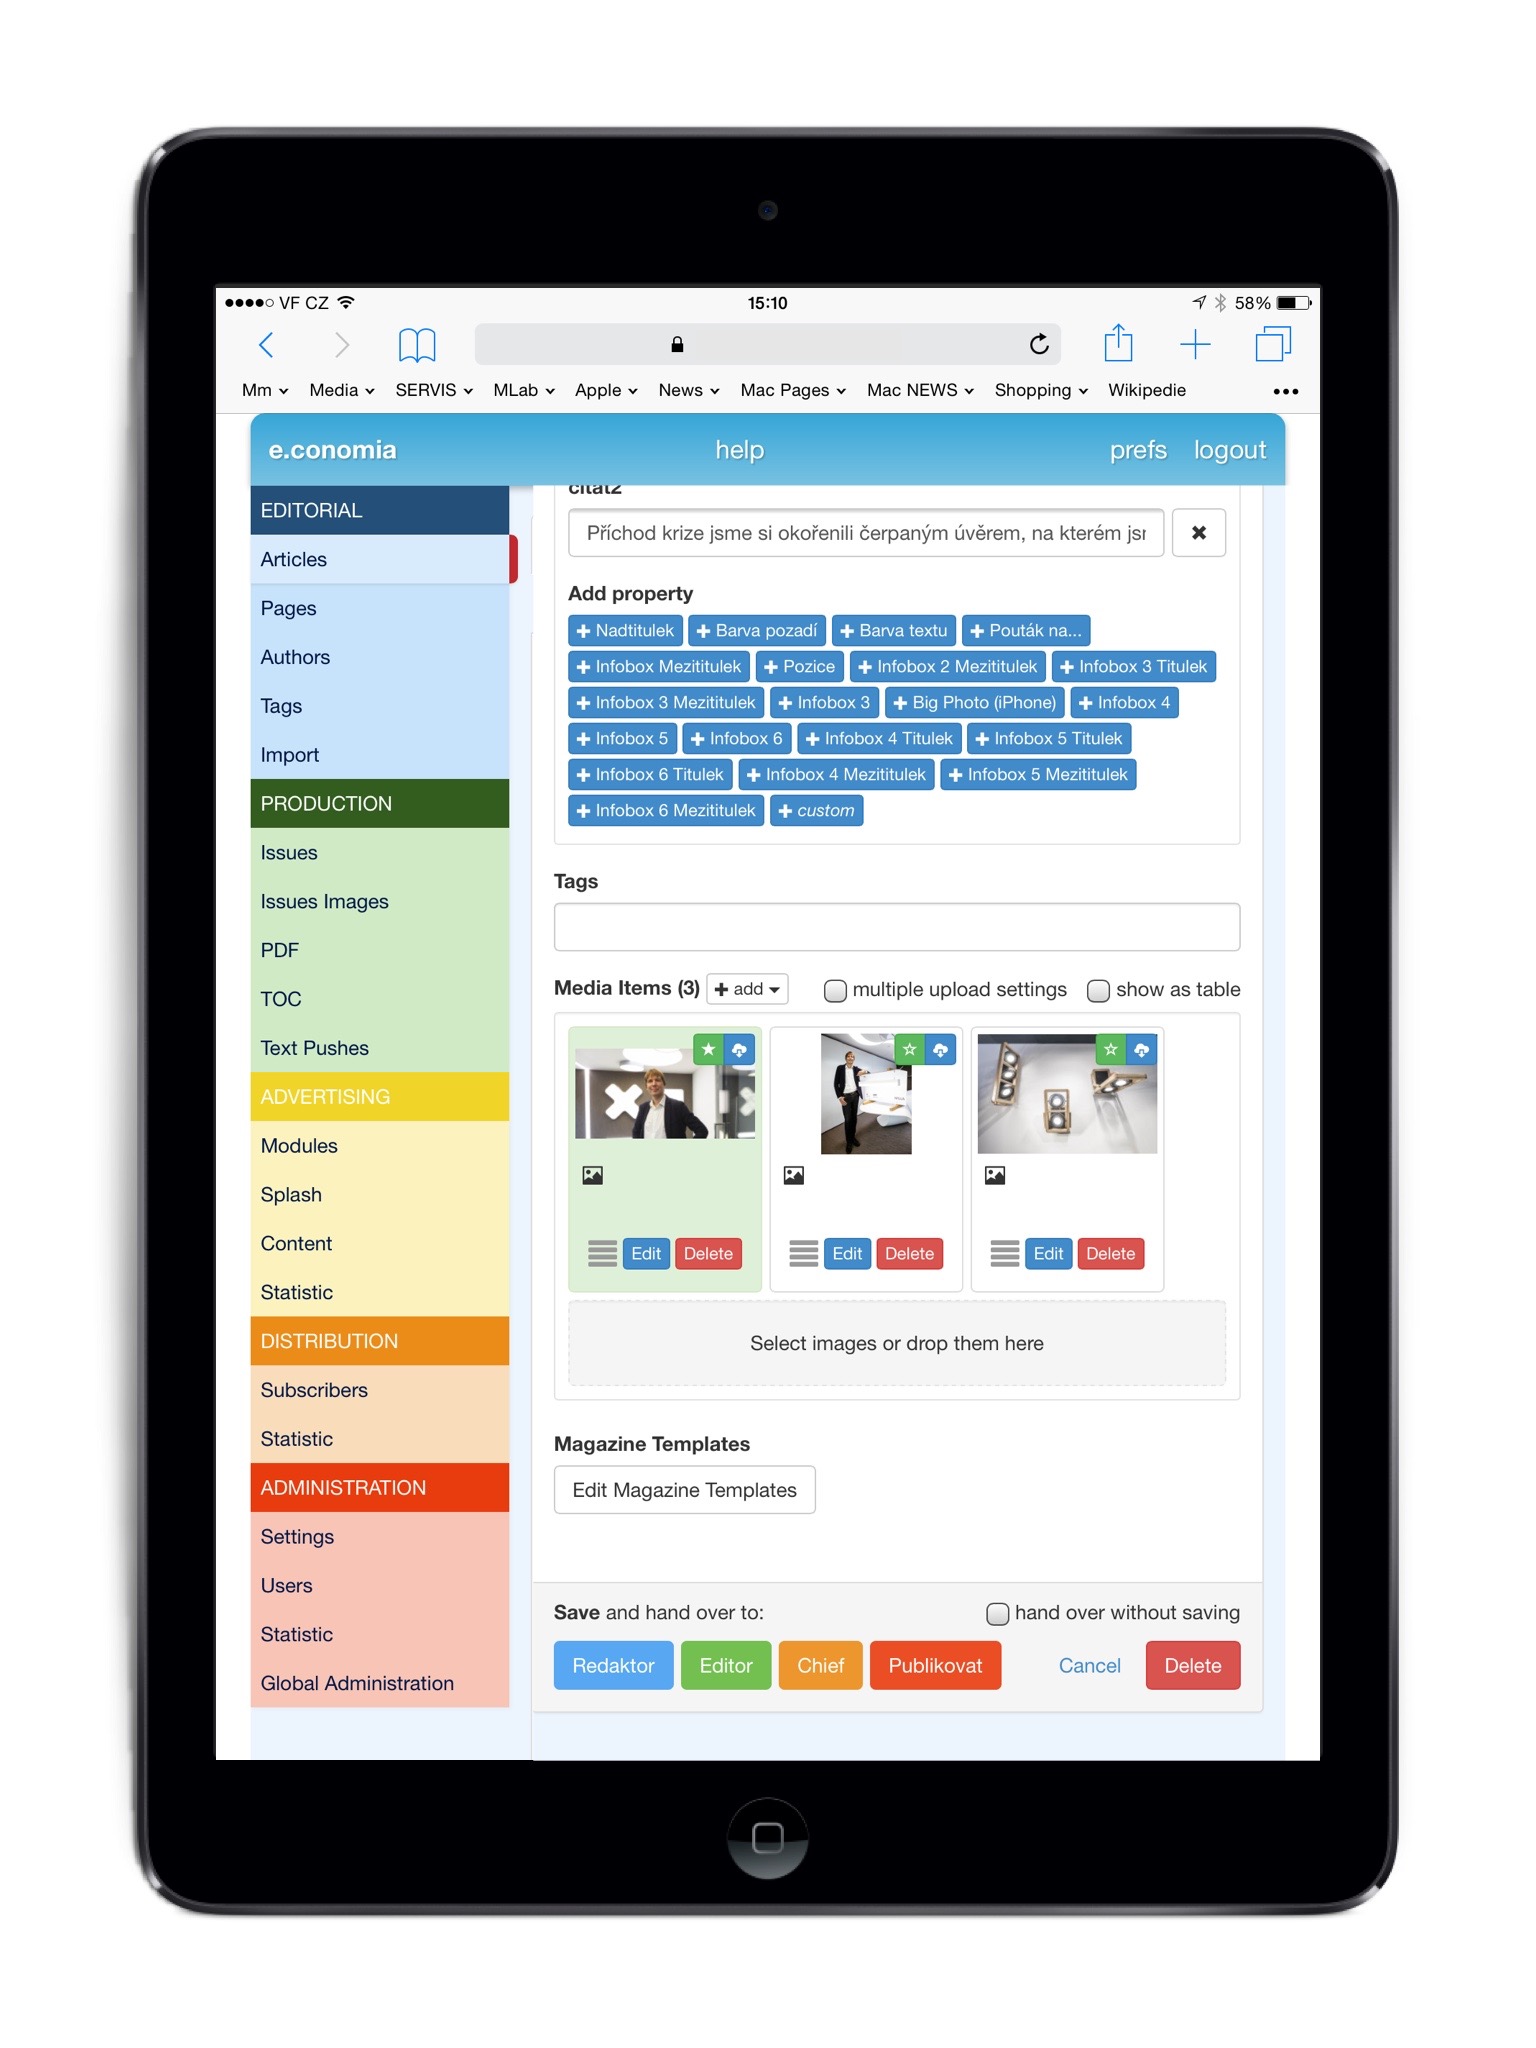 VF CZ 15:10 58%
Mm Media SERVIS MLab Apple News Mac Pages Mac NEWS Shopping Wikipedie
e.conomia help prefs logout
EDITORIAL
Articles
Pages
Authors
Tags
Import
PRODUCTION
Issues
Issues Images
PDF
TOC
Text Pushes
ADVERTISING
Modules
Splash
Content
Statistic
DISTRIBUTION
Subscribers
Statistic
ADMINISTRATION
Settings
Users
Statistic
Global Administration
citát2
Příchod krize jsme si okořenili čerpaným úvěrem, na kterém jsr
Add property
Nadtitulek Barva pozadí Barva textu Pouták na...
Infobox Mezititulek Pozice Infobox 2 Mezititulek Infobox 3 Titulek
Infobox 3 Mezititulek Infobox 3 Big Photo (iPhone) Infobox 4
Infobox 5 Infobox 6 Infobox 4 Titulek Infobox 5 Titulek
Infobox 6 Titulek Infobox 4 Mezititulek Infobox 5 Mezititulek
Infobox 6 Mezititulek custom
Tags
Media Items (3) add multiple upload settings show as table
Edit Delete Edit Delete Edit Delete
Select images or drop them here
Magazine Templates
Edit Magazine Templates
Save and hand over to: hand over without saving
Redaktor Editor Chief Publikovat Cancel Delete